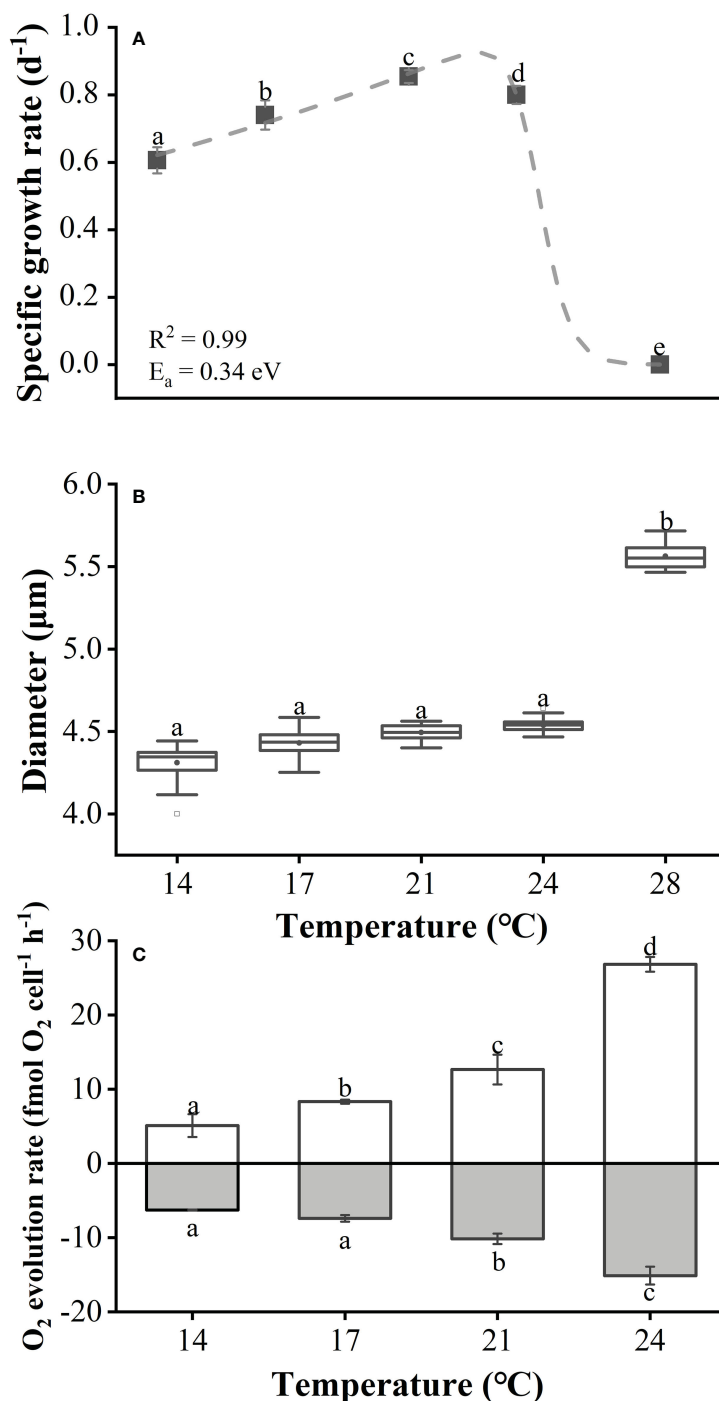 A
Specific growth rate (d⁻¹)
1.0
0.8
0.6
0.4
0.2
0.0
a
b
c
d
e
R² = 0.99
Eₐ = 0.34 eV
B
Diameter (µm)
6.0
5.5
5.0
4.5
4.0
a
a
a
a
b
14 17 21 24 28
Temperature (°C)
C
O₂ evolution rate (fmol O₂ cell⁻¹ h⁻¹)
30
20
10
0
-10
-20
a
b
c
d
a
a
b
c
14 17 21 24
Temperature (°C)